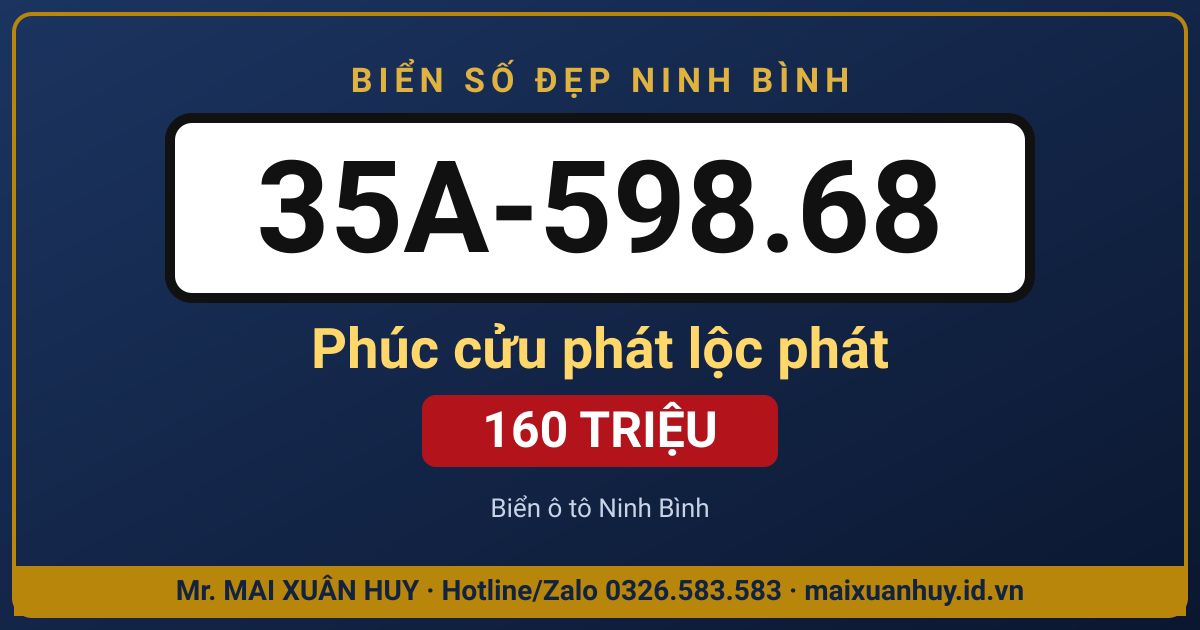 BIỂN SỐ ĐẸP NINH BÌNH
35A-598.68
Phúc cửu phát lộc phát
160 TRIỆU
Biển ô tô Ninh Bình
Mr. MAI XUÂN HUY · Hotline/Zalo 0326.583.583 · maixuanhuy.id.vn